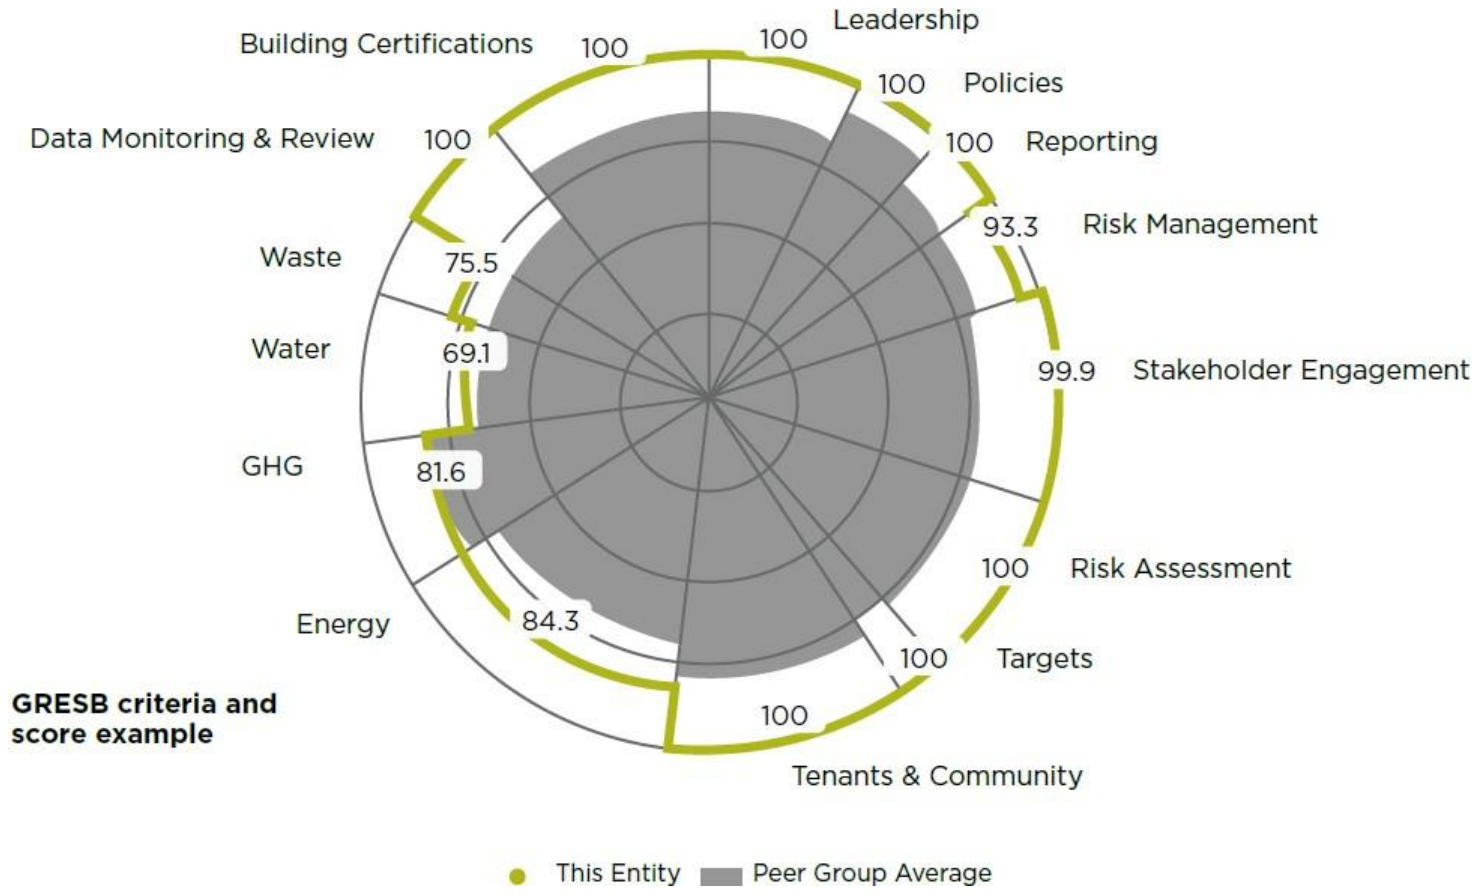 Leadership
100
Building Certifications
100
100
Policies
Data Monitoring & Review
100
100
Reporting
93.3
Risk Management
Waste
75.5
Water
69.1
99.9
Stakeholder Engagement
GHG
81.6
100
Risk Assessment
Energy
84.3
100
Targets
GRESB criteria and
score example
100
Tenants & Community
This Entity
Peer Group Average